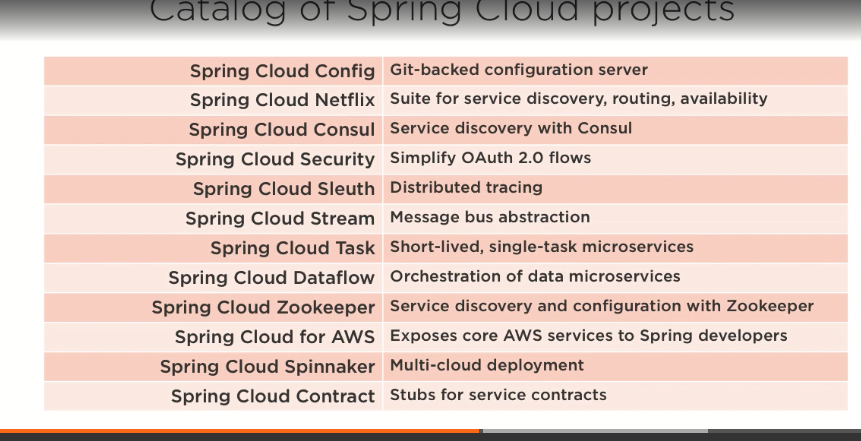 Catalog of Spring Cloud projects
Spring Cloud Config Git-backed configuration server
Spring Cloud Netflix Suite for service discovery, routing, availability
Spring Cloud Consul Service discovery with Consul
Spring Cloud Security Simplify OAuth 2.0 flows
Spring Cloud Sleuth Distributed tracing
Spring Cloud Stream Message bus abstraction
Spring Cloud Task Short-lived, single-task microservices
Spring Cloud Dataflow Orchestration of data microservices
Spring Cloud Zookeeper Service discovery and configuration with Zookeeper
Spring Cloud for AWS Exposes core AWS services to Spring developers
Spring Cloud Spinnaker Multi-cloud deployment
Spring Cloud Contract Stubs for service contracts